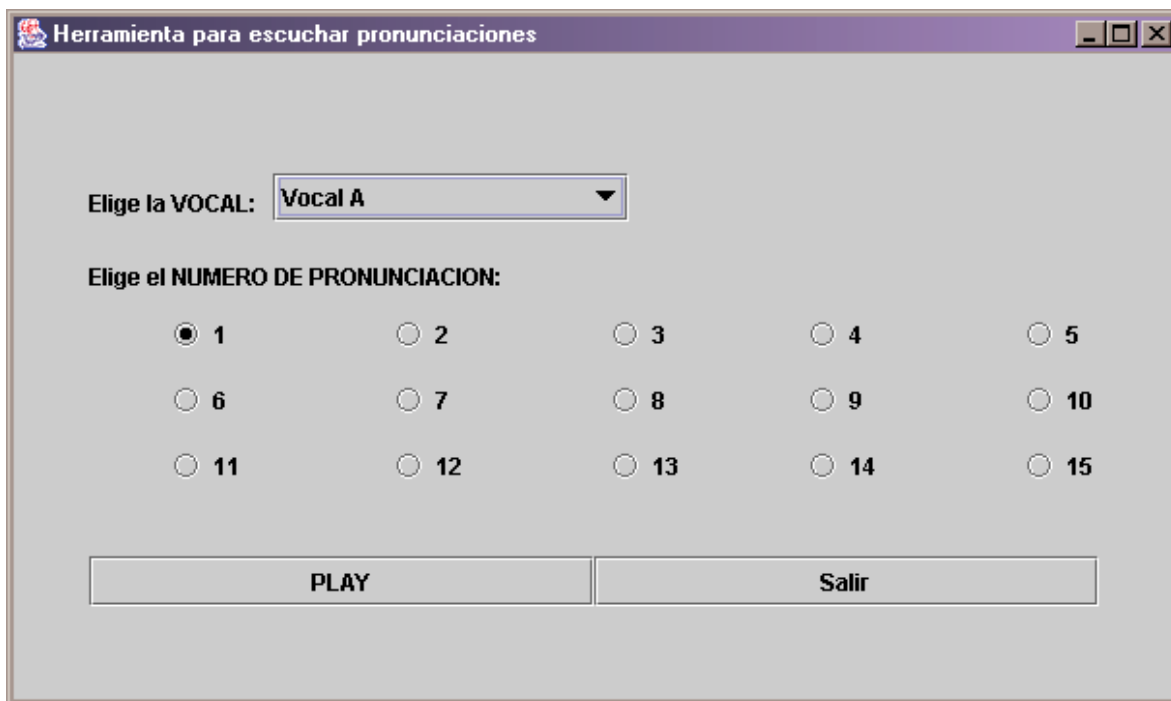 Herramienta para escuchar pronunciaciones
Elige la VOCAL: Vocal A
Elige el NUMERO DE PRONUNCIACION:
1 2 3 4 5
6 7 8 9 10
11 12 13 14 15
PLAY Salir